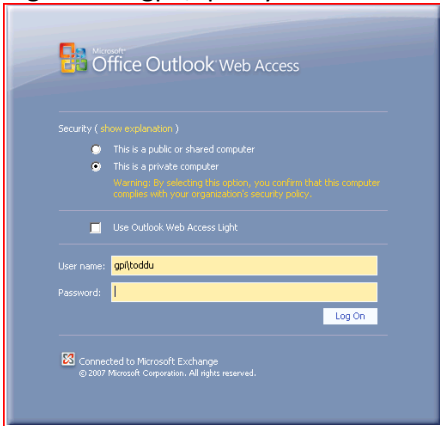 Microsoft®
Office Outlook Web Access
Security ( show explanation )
This is a public or shared computer
This is a private computer
Warning: By selecting this option, you confirm that this computer
complies with your organization's security policy.
Use Outlook Web Access Light
User name: gpi\toddu
Password:
Log On
Connected to Microsoft Exchange
© 2007 Microsoft Corporation. All rights reserved.